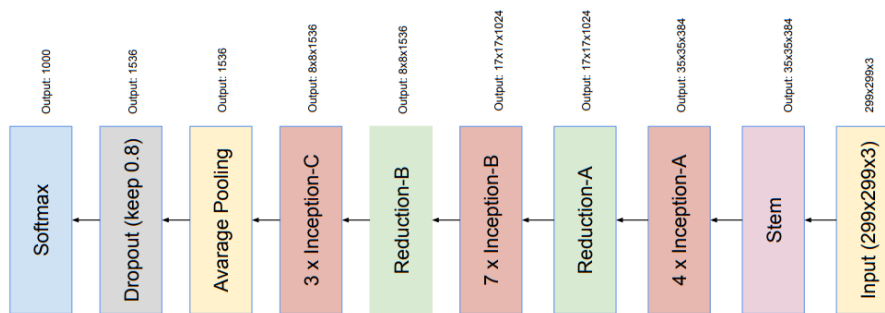 Output: 1000
Softmax
Output: 1536
Dropout (keep 0.8)
Output: 1536
Avarage Pooling
Output: 8x8x1536
3 x Inception-C
Output: 8x8x1536
Reduction-B
Output: 17x17x1024
7 x Inception-B
Output: 17x17x1024
Reduction-A
Output: 35x35x384
4 x Inception-A
Output: 35x35x384
Stem
299x299x3
Input (299x299x3)